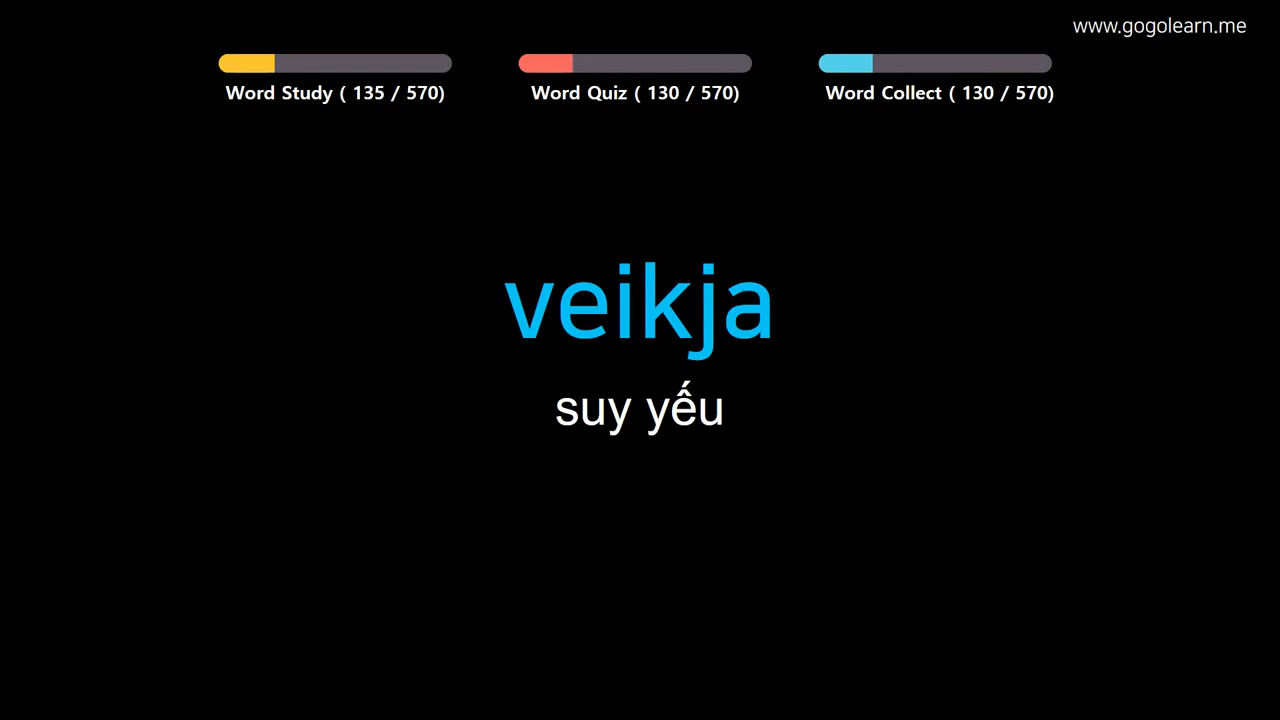 www.gogolearn.me
Word Study ( 135 / 570)
Word Quiz ( 130 / 570)
Word Collect ( 130 / 570)
veikja
suy yếu